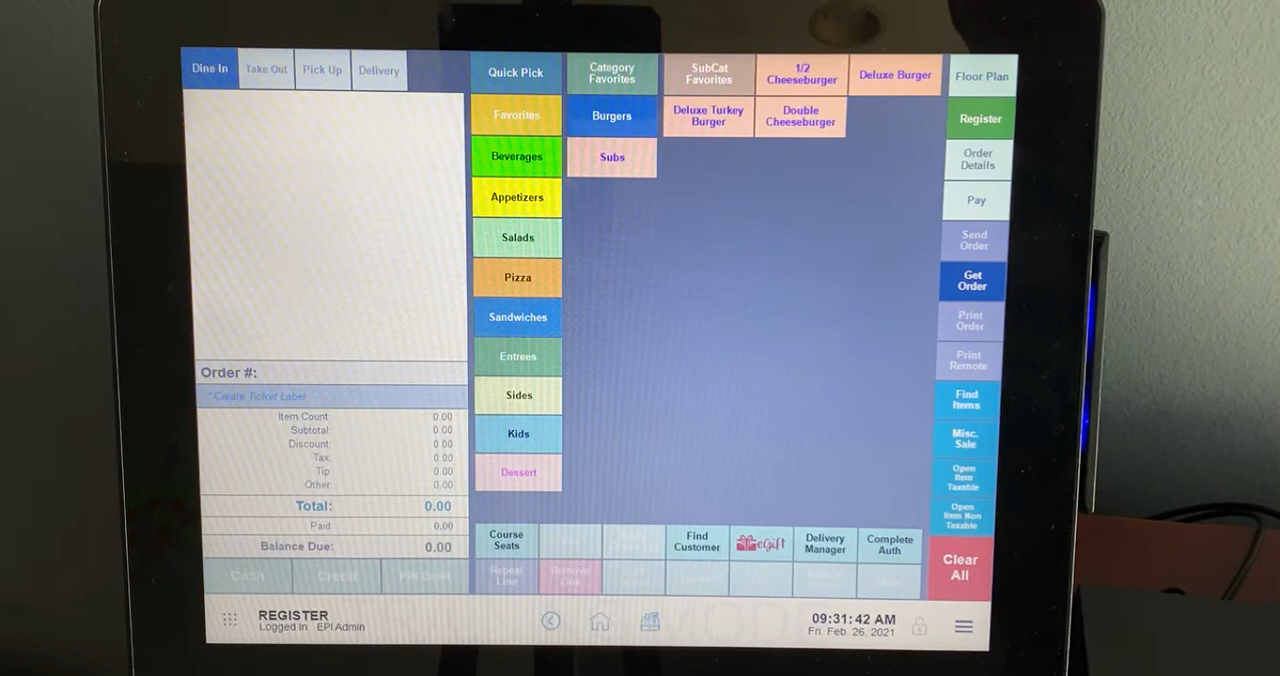 Dine In
Take Out
Pick Up
Delivery
Quick Pick
Category
Favorites
SubCat
Favorites
1/2
Cheeseburger
Deluxe Burger
Floor Plan
Favorites
Burgers
Deluxe Turkey
Burger
Double
Cheeseburger
Register
Beverages
Subs
Order
Details
Appetizers
Pay
Salads
Send
Order
Pizza
Get
Order
Sandwiches
Print
Order
Entrees
Print
Remote
Order #:
* Create Ticket Label
Sides
Find
Items
Item Count: 0.00
Subtotal: 0.00
Discount: 0.00
Tax: 0.00
Tip: 0.00
Other: 0.00
Kids
Misc.
Sale
Dessert
Open
Item
Taxable
Total: 0.00
Open
Item Non
Taxable
Paid: 0.00
Balance Due: 0.00
Course
Seats
Find
Customer
eGift
Delivery
Manager
Complete
Auth
Clear
All
Cash
Credit
PIN Debit
Repeat
Line
Remove
Line
REGISTER
Logged In: EPI Admin
09:31:42 AM
Fri. Feb. 26, 2021